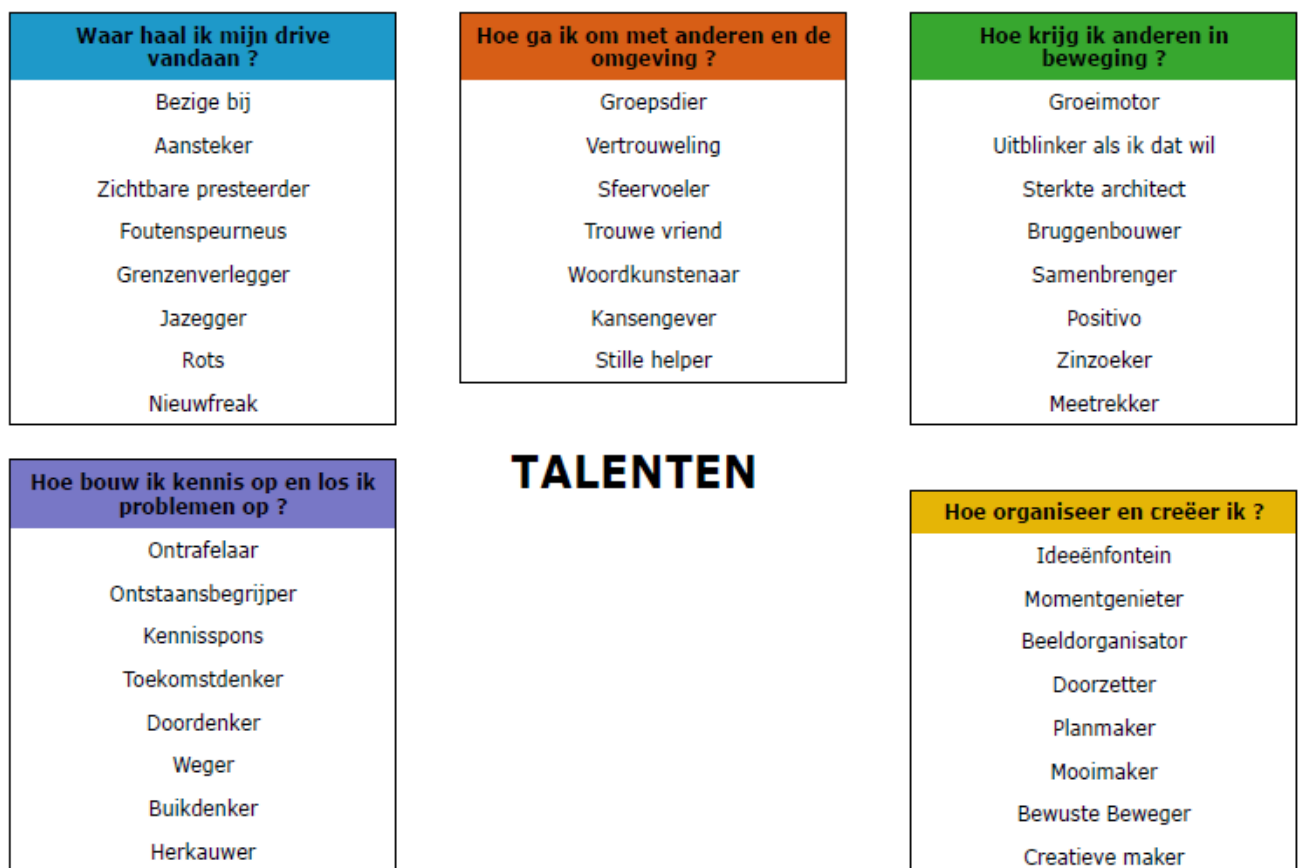 Waar haal ik mijn drive
vandaan ?
Bezige bij
Aansteker
Zichtbare presteerder
Foutenspeurneus
Grenzenverlegger
Jazegger
Rots
Nieuwfreak
Hoe ga ik om met anderen en de
omgeving ?
Groepsdier
Vertrouweling
Sfeervoeler
Trouwe vriend
Woordkunstenaar
Kansengever
Stille helper
Hoe krijg ik anderen in
beweging ?
Groeimotor
Uitblinker als ik dat wil
Sterkte architect
Bruggenbouwer
Samenbrenger
Positivo
Zinzoeker
Meetrekker
TALENTEN
Hoe bouw ik kennis op en los ik
problemen op ?
Ontrafelaar
Ontstaansbegrijper
Kennisspons
Toekomstdenker
Doordenker
Weger
Buikdenker
Herkauwer
Hoe organiseer en creëer ik ?
Ideeënfontein
Momentgenieter
Beeldorganisator
Doorzetter
Planmaker
Mooimaker
Bewuste Beweger
Creatieve maker